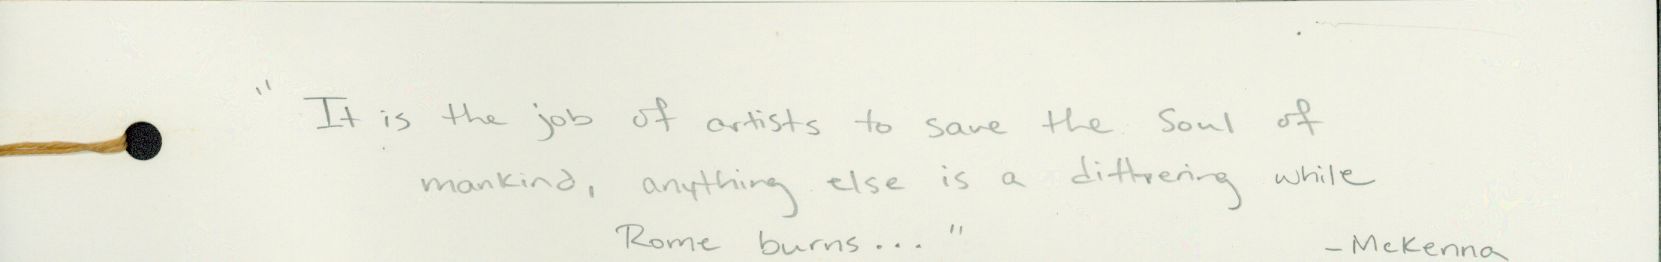 "It is the job of artists to save the soul of
mankind, anything else is a dithering while
Rome burns..."
-McKenna